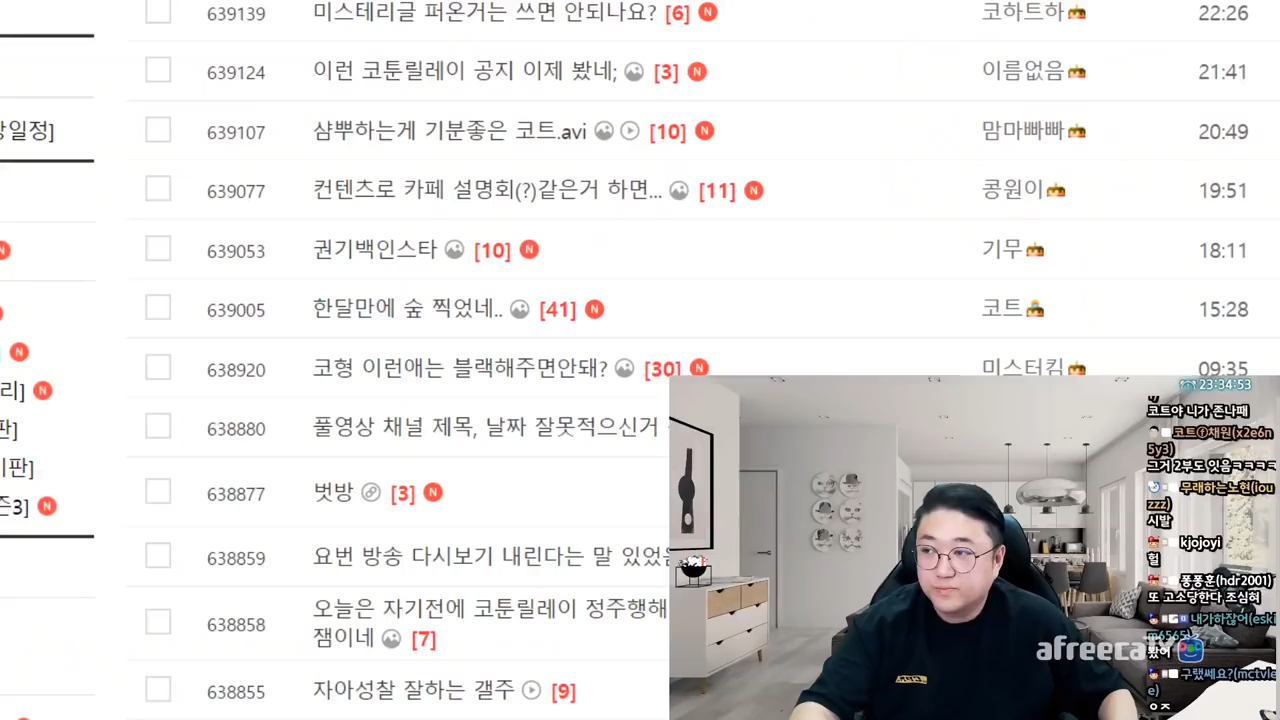 639139 미스테리글 퍼온거는 쓰면 안되나요? [6] N 코하트하 22:26
639124 이런 코툰릴레이 공지 이제 봤네; [3] N 이름없음 21:41
639107 샴뿌하는게 기분좋은 코트.avi [10] N 맘마빠빠 20:49
639077 컨텐츠로 카페 설명회(?)같은거 하면... [11] N 콩원이 19:51
639053 권기백인스타 [10] N 기무 18:11
639005 한달만에 숲 찍었네.. [41] N 코트 15:28
638920 코형 이런애는 블랙해주면안돼? [30] N 미스터킴 09:35
638880 풀영상 채널 제목, 날짜 잘못적으신거
638877 벗방 [3] N
638859 요번 방송 다시보기 내린다는 말 있었
638858 오늘은 자기전에 코툰릴레이 정주행해
잼이네 [7]
638855 자아성찰 잘하는 갤주 [9]
방일정]
N
N
리] N
판]
판]
즌3] N
23:34:53
코트야 니가 존나패
코트ⓕ채원(x2e6n
5y3)
그거 2부도 잇음ㅋㅋㅋㅋ
무래하는노현(iou
zzz)
시발
kjojoyi
헐
퐁퐁훈(hdr2001)
또 고소당한다, 조심혀
내가하잖어(eski
m6565)
봤어
구랬쎄요?(mctvle
e)
ㅇㅈ
afreecaTV